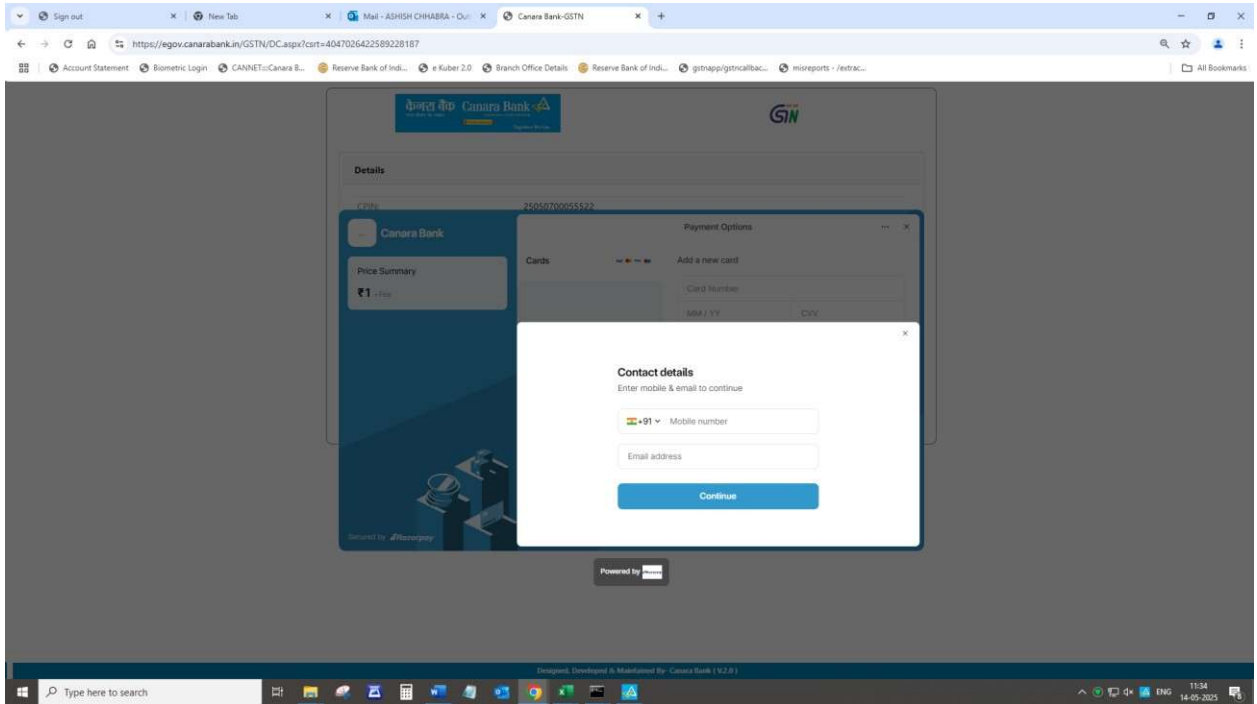 Sign out
New Tab
Mail - ASHISH CHHABRA - Out
Canara Bank-GSTN
https://egov.canarabank.in/GSTN/DC.aspx?csrt=4047026422589228187
Account Statement
Biometric Login
CANNET:::Canara B...
Reserve Bank of Indi...
e Kuber 2.0
Branch Office Details
Reserve Bank of Indi...
gstnapp/gstncallbac...
misreports - /extrac...
All Bookmarks
केनरा बैंक Canara Bank
Details
CPIN:
25050700055522
Canara Bank
Payment Options
Price Summary
₹1 + Fee
Cards
Add a new card
Card Number
MM / YY
CVV
Contact details
Enter mobile & email to continue
+91
Mobile number
Email address
Continue
Secured by Razorpay
Powered by
Designed, Developed & Maintained By- Canara Bank ( V.2.0 )
Type here to search
ENG
11:34
14-05-2025